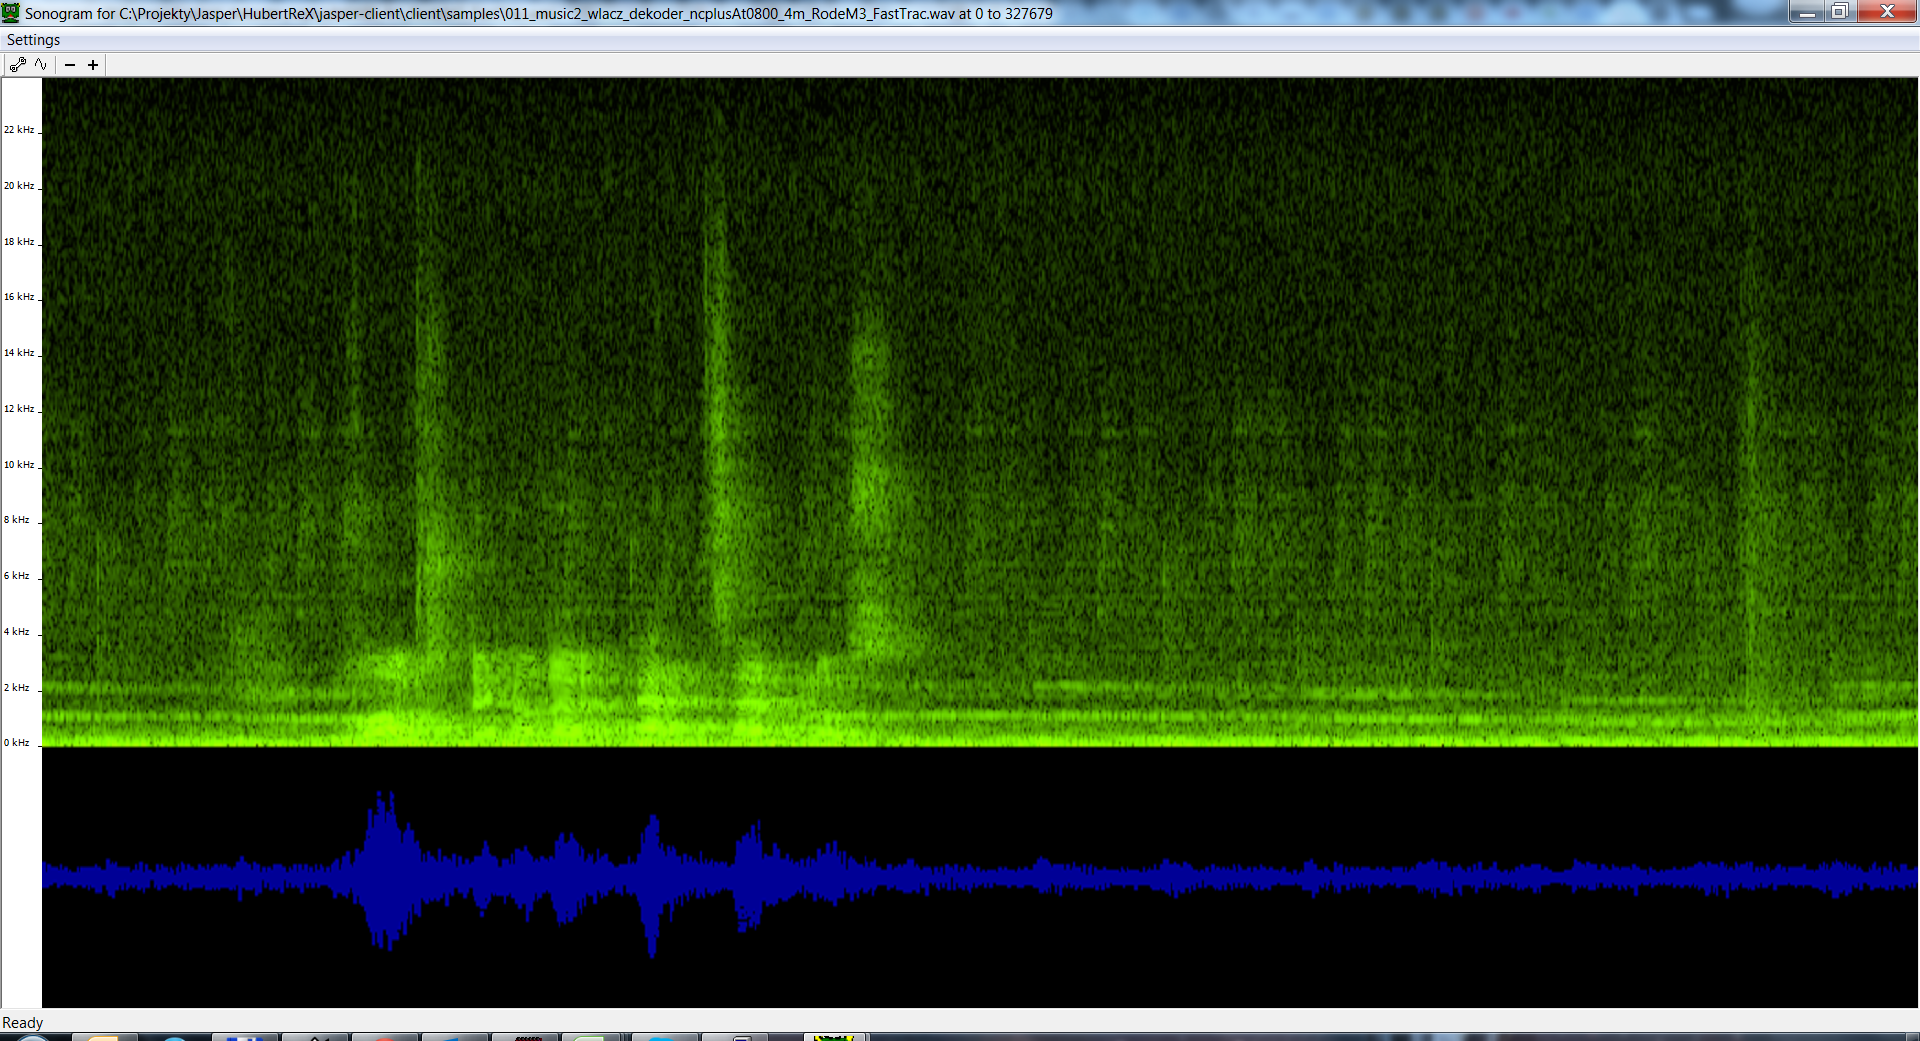 Sonogram for C:\Projekty\Jasper\HubertReX\jasper-client\client\samples\011_music2_wlacz_dekoder_ncplusAt0800_4m_RodeM3_FastTrac.wav at 0 to 327679
Settings
22 kHz
20 kHz
18 kHz
16 kHz
14 kHz
12 kHz
10 kHz
8 kHz
6 kHz
4 kHz
2 kHz
0 kHz
Ready